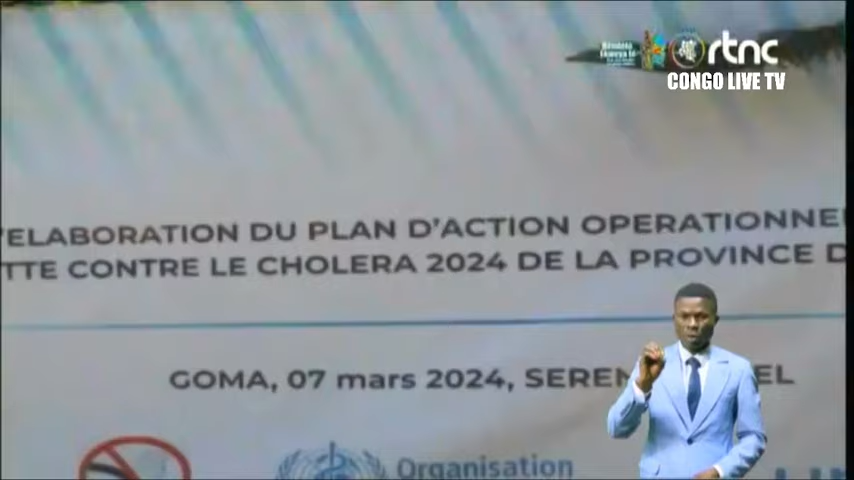 rtnc
CONGO LIVE TV
'ELABORATION DU PLAN D'ACTION OPERATIONNEL
TTE CONTRE LE CHOLERA 2024 DE LA PROVINCE D
GOMA, 07 mars 2024, SEREN EL
Organisation